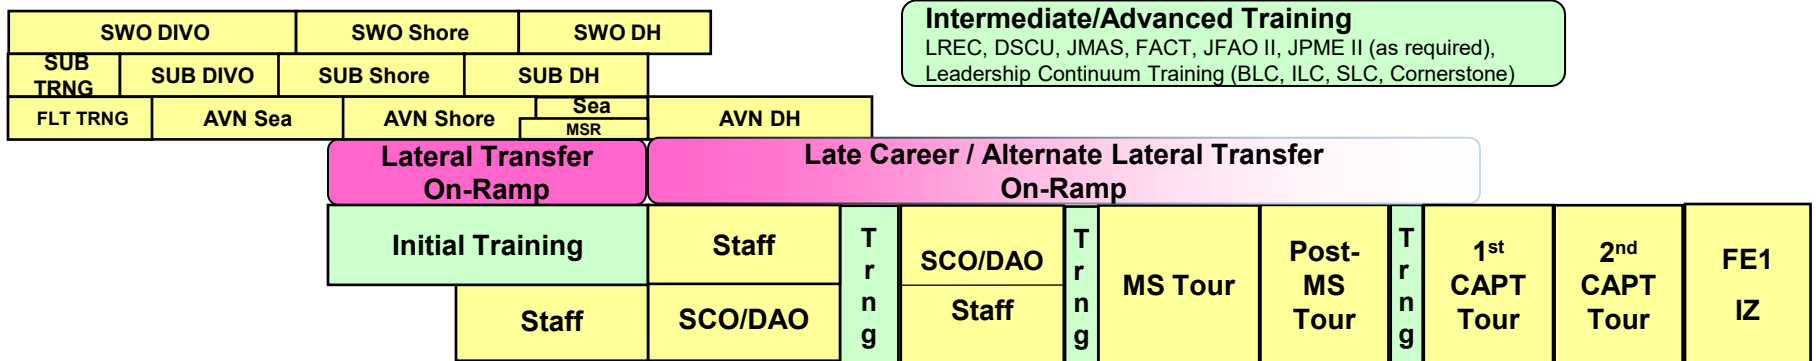 SWO DIVO
SWO Shore
SWO DH
SUB
TRNG
SUB DIVO
SUB Shore
SUB DH
FLT TRNG
AVN Sea
AVN Shore
Sea
MSR
AVN DH
Intermediate/Advanced Training
LREC, DSCU, JMAS, FACT, JFAO II, JPME II (as required),
Leadership Continuum Training (BLC, ILC, SLC, Cornerstone)
Lateral Transfer
On-Ramp
Late Career / Alternate Lateral Transfer
On-Ramp
Initial Training
Staff
Staff
SCO/DAO
T
r
n
g
SCO/DAO
Staff
T
r
n
g
MS Tour
Post-
MS
Tour
T
r
n
g
1st
CAPT
Tour
2nd
CAPT
Tour
FE1
IZ